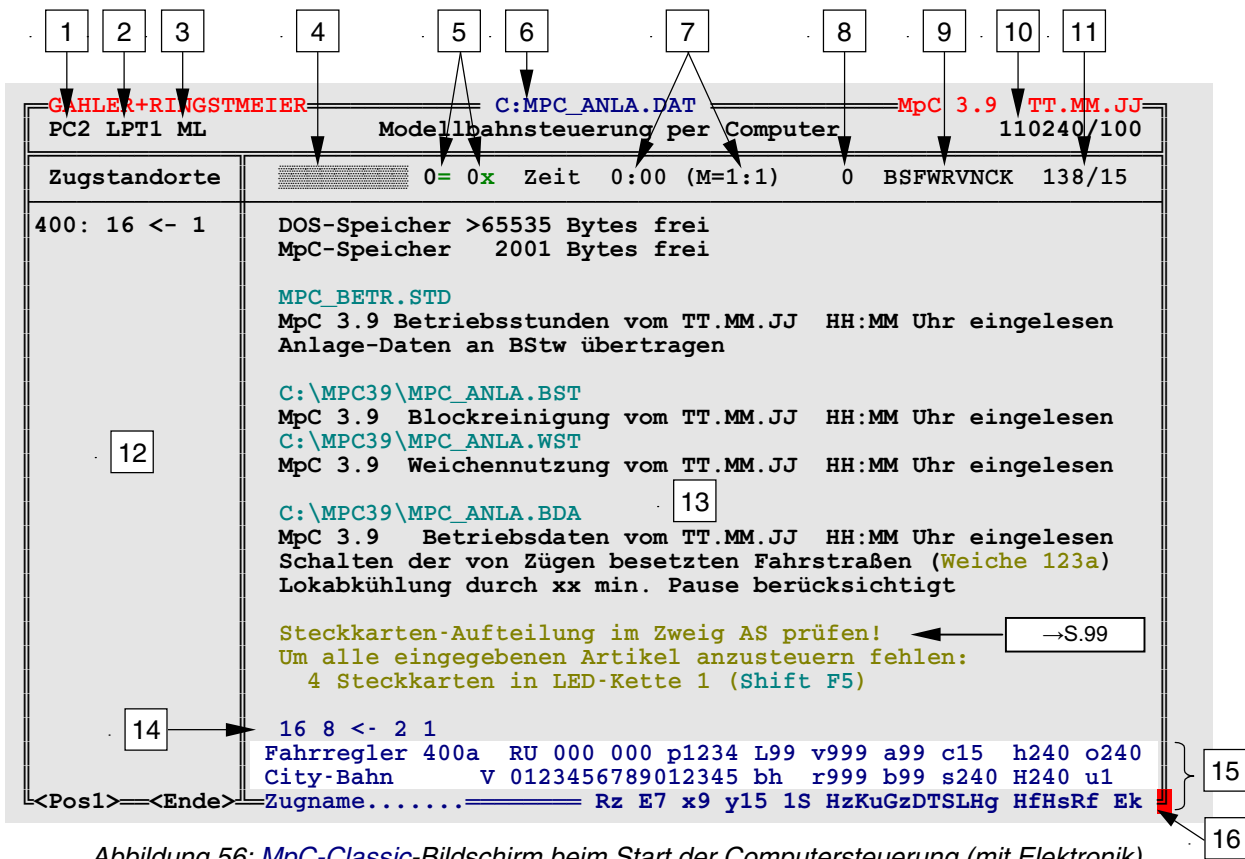 1 2 3 4 5 6 7 8 9 10 11
GAHLER+RINGSTMEIER C:MPC_ANLA.DAT MpC 3.9 TT.MM.JJ
PC2 LPT1 ML Modellbahnsteuerung per Computer 110240/100
Zugstandorte 0= 0x Zeit 0:00 (M=1:1) 0 BSFWRVNCK 138/15
400: 16 <- 1 DOS-Speicher >65535 Bytes frei
MpC-Speicher 2001 Bytes frei
MPC_BETR.STD
MpC 3.9 Betriebsstunden vom TT.MM.JJ HH:MM Uhr eingelesen
Anlage-Daten an BStw übertragen
C:\MPC39\MPC_ANLA.BST
MpC 3.9 Blockreinigung vom TT.MM.JJ HH:MM Uhr eingelesen
C:\MPC39\MPC_ANLA.WST
12
MpC 3.9 Weichennutzung vom TT.MM.JJ HH:MM Uhr eingelesen
13
C:\MPC39\MPC_ANLA.BDA
MpC 3.9 Betriebsdaten vom TT.MM.JJ HH:MM Uhr eingelesen
Schalten der von Zügen besetzten Fahrstraßen (Weiche 123a)
Lokabkühlung durch xx min. Pause berücksichtigt
Steckkarten-Aufteilung im Zweig AS prüfen! →S.99
Um alle eingegebenen Artikel anzusteuern fehlen:
4 Steckkarten in LED-Kette 1 (Shift F5)
14 16 8 <- 2 1
Fahrregler 400a RU 000 000 p1234 L99 v999 a99 c15 h240 o240
City-Bahn V 0123456789012345 bh r999 b99 s240 H240 u1
15
<Pos1> <Ende> Zugname....... Rz E7 x9 y15 1S HzKuGzDTSLHg HfHsRf Ek
16
Abbildung 56: MpC-Classic-Bildschirm beim Start der Computersteuerung (mit Elektronik)